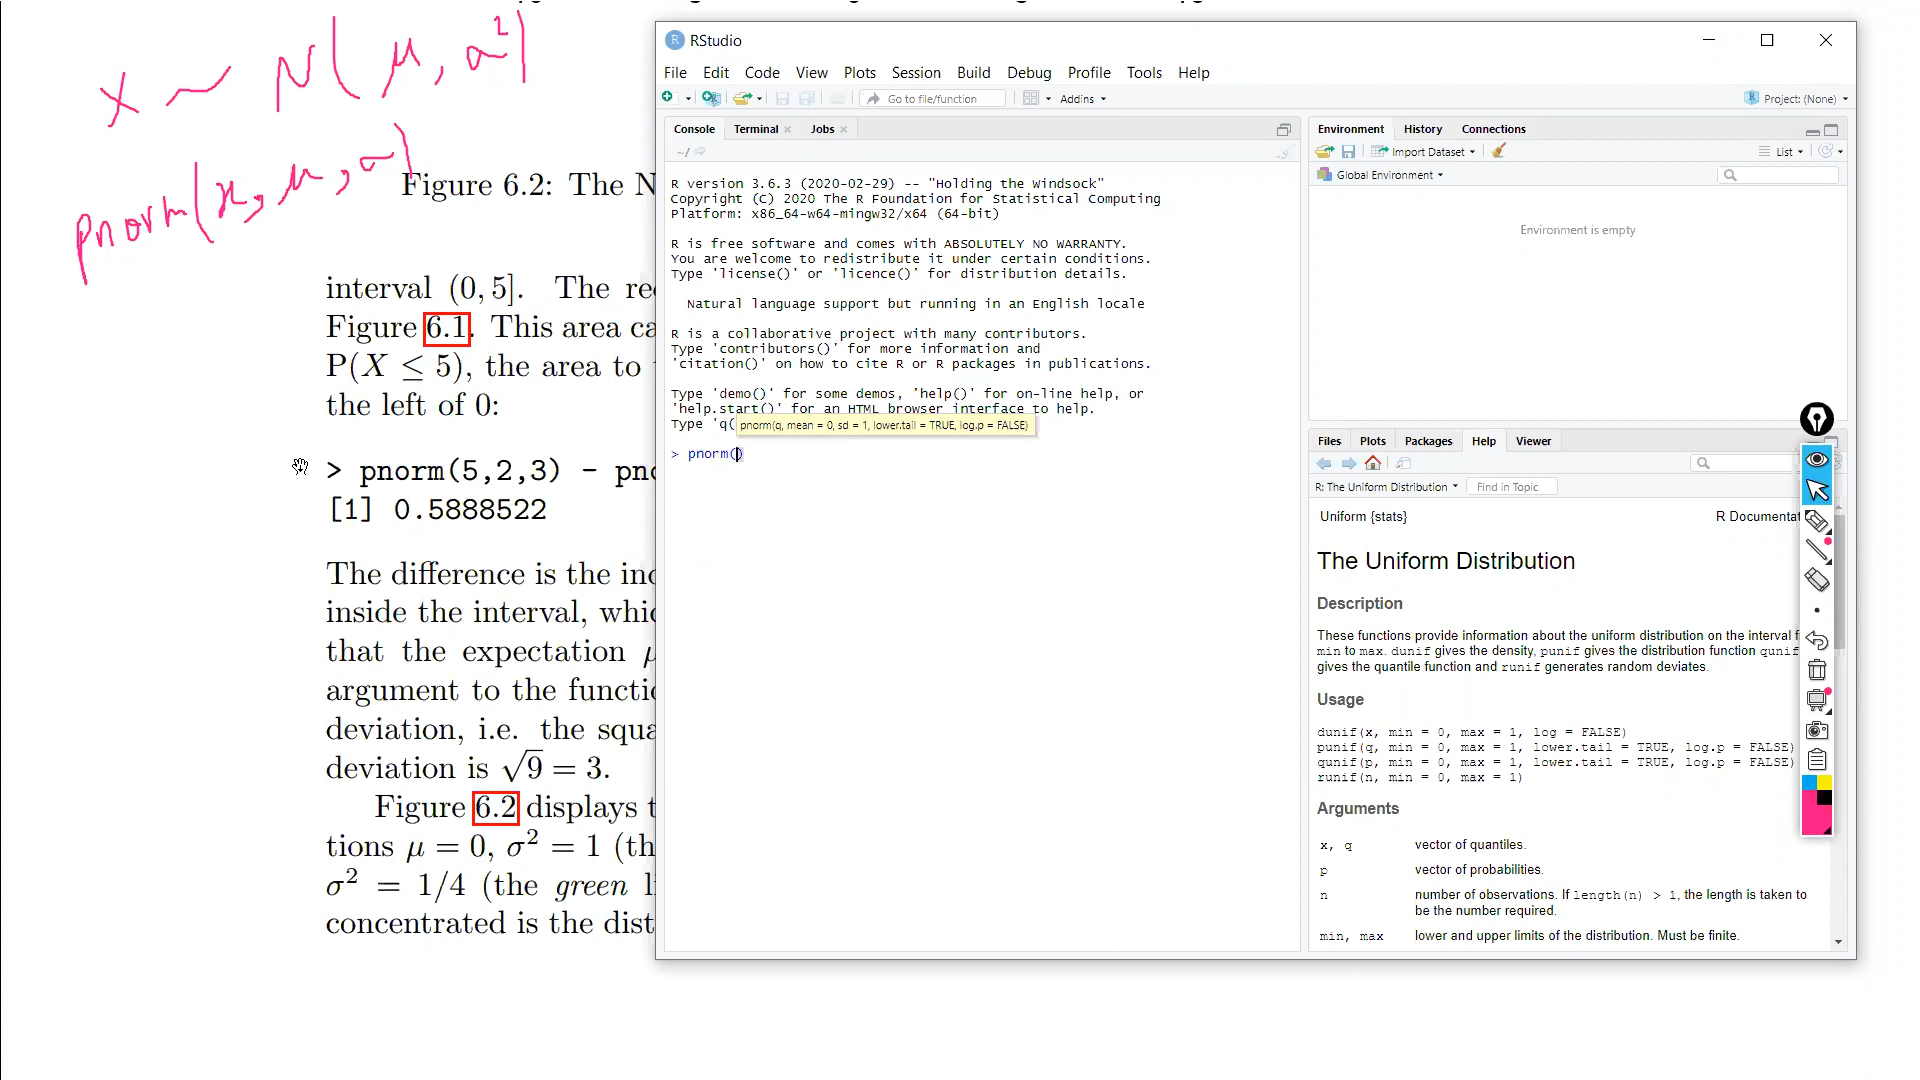 X ~ N(μ, σ²)
pnorm(x, μ, σ)
Figure 6.2: The N
interval (0, 5]. The re
Figure 6.1. This area ca
P(X ≤ 5), the area to
the left of 0:
> pnorm(5,2,3) - pno
[1] 0.5888522
The difference is the inc
inside the interval, whic
that the expectation μ
argument to the functio
deviation, i.e. the squa
deviation is √9 = 3.
Figure 6.2 displays t
tions μ = 0, σ² = 1 (th
σ² = 1/4 (the green li
concentrated is the dist
RStudio
File Edit Code View Plots Session Build Debug Profile Tools Help
Go to file/function Addins Project: (None)
Console Terminal Jobs
~/
R version 3.6.3 (2020-02-29) -- "Holding the Windsock"
Copyright (C) 2020 The R Foundation for Statistical Computing
Platform: x86_64-w64-mingw32/x64 (64-bit)
R is free software and comes with ABSOLUTELY NO WARRANTY.
You are welcome to redistribute it under certain conditions.
Type 'license()' or 'licence()' for distribution details.
Natural language support but running in an English locale
R is a collaborative project with many contributors.
Type 'contributors()' for more information and
'citation()' on how to cite R or R packages in publications.
Type 'demo()' for some demos, 'help()' for on-line help, or
'help.start()' for an HTML browser interface to help.
Type 'q(
pnorm(q, mean = 0, sd = 1, lower.tail = TRUE, log.p = FALSE)
> pnorm()
Environment History Connections
Import Dataset List
Global Environment
Environment is empty
Files Plots Packages Help Viewer
R: The Uniform Distribution Find in Topic
Uniform {stats} R Documentat
The Uniform Distribution
Description
These functions provide information about the uniform distribution on the interval f
min to max. dunif gives the density, punif gives the distribution function qunif
gives the quantile function and runif generates random deviates.
Usage
dunif(x, min = 0, max = 1, log = FALSE)
punif(q, min = 0, max = 1, lower.tail = TRUE, log.p = FALSE)
qunif(p, min = 0, max = 1, lower.tail = TRUE, log.p = FALSE)
runif(n, min = 0, max = 1)
Arguments
x, q vector of quantiles.
p vector of probabilities.
n number of observations. If length(n) > 1, the length is taken to
be the number required.
min, max lower and upper limits of the distribution. Must be finite.